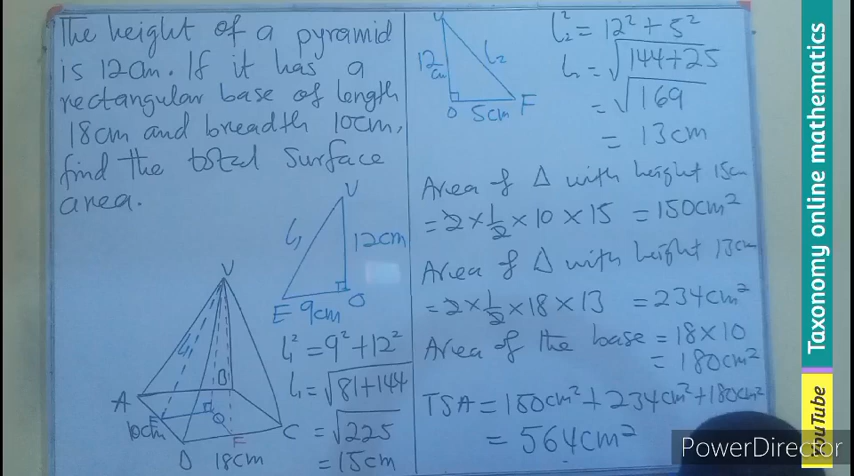 The height of a pyramid
is 12cm. If it has a
rectangular base of length
18cm and breadth 10cm,
find the total surface
area.
V
l₁
12cm
E 9cm O
V
A
l₁
B
E
O
10cm
F
C
D 18cm
l₁² = 9² + 12²
l₁ = √81+144
= √225
= 15cm
V
12cm
l₂
O 5cm F
l₂² = 12² + 5²
l₁ = √144+25
= √169
= 13cm
Area of Δ with height 15cm
= 2 × 1/2 × 10 × 15 = 150cm²
Area of Δ with height 13cm
= 2 × 1/2 × 18 × 13 = 234cm²
Area of the base = 18×10
= 180cm²
TSA = 150cm² + 234cm² + 180cm²
= 564cm²
Taxonomy online mathematics
YouTube
PowerDirector